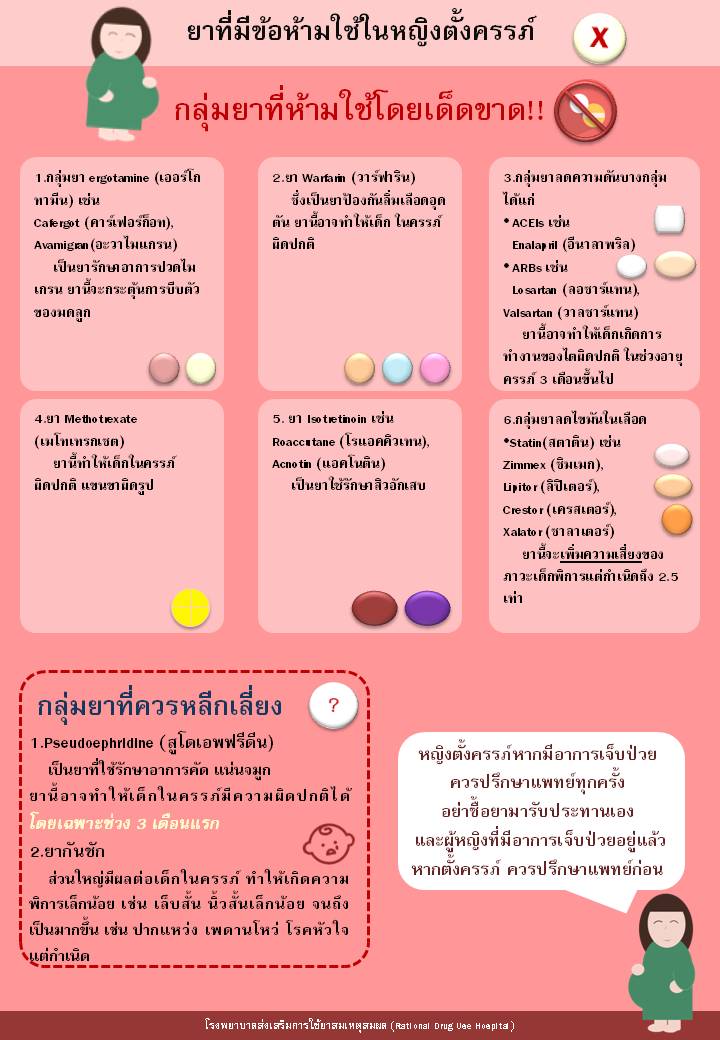 ยาที่มีข้อห้ามใช้ในหญิงตั้งครรภ์
X
กลุ่มยาที่ห้ามใช้โดยเด็ดขาด!!
1.กลุ่มยา ergotamine (เออร์โก
ทามีน) เช่น
Cafergot (คาร์เฟอร์ก็อท),
Avamigran(อะวาไมแกรน)
เป็นยารักษาอาการปวดไม
เกรน ยานี้จะกระตุ้นการบีบตัว
ของมดลูก
2.ยา Warfarin (วาร์ฟาริน)
ซึ่งเป็นยาป้องกันลิ่มเลือดอุด
ตัน ยานี้อาจทำให้เด็ก ในครรภ์
ผิดปกติ
3.กลุ่มยาลดความดันบางกลุ่ม
ได้แก่
•ACEIs เช่น
Enalapril (อีนาลาพริล)
•ARBs เช่น
Losartan (ลอซาร์แทน),
Valsartan (วาลซาร์แทน)
ยานี้อาจทำให้เด็กเกิดการ
ทำงานของไตผิดปกติ ในช่วงอายุ
ครรภ์ 3 เดือนขึ้นไป
4.ยา Methotrexate
(เมโทเทรกเซต)
ยานี้ทำให้เด็กในครรภ์
ผิดปกติ แขนขาผิดรูป
5. ยา Isotretinoin เช่น
Roaccutane (โรแอคคิวเทน),
Acnotin (แอคโนติน)
เป็นยาใช้รักษาสิวอักเสบ
6.กลุ่มยาลดไขมันในเลือด
•Statin(สตาติน) เช่น
Zimmex (ซิมเมก),
Lipitor (ลิปิเตอร์),
Crestor (เครสเตอร์),
Xalator (ซาลาเตอร์)
ยานี้จะเพิ่มความเสี่ยงของ
ภาวะเด็กพิการแต่กำเนิดถึง 2.5
เท่า
กลุ่มยาที่ควรหลีกเลี่ยง
?
1.Pseudoephridine (สูโดเอพฟรีดีน)
เป็นยาที่ใช้รักษาอาการคัด แน่นจมูก
ยานี้อาจทำให้เด็กในครรภ์มีความผิดปกติได้
โดยเฉพาะช่วง 3 เดือนแรก
2.ยากันชัก
ส่วนใหญ่มีผลต่อเด็กในครรภ์ ทำให้เกิดความ
พิการเล็กน้อย เช่น เล็บสั้น นิ้วสั้นเล็กน้อย จนถึง
เป็นมากขึ้น เช่น ปากแหว่ง เพดานโหว่ โรคหัวใจ
แต่กำเนิด
หญิงตั้งครรภ์หากมีอาการเจ็บป่วย
ควรปรึกษาแพทย์ทุกครั้ง
อย่าซื้อยามารับประทานเอง
และผู้หญิงที่มีอาการเจ็บป่วยอยู่แล้ว
หากตั้งครรภ์ ควรปรึกษาแพทย์ก่อน
โรงพยาบาลส่งเสริมการใช้ยาสมเหตุสมผล (Rational Drug Use Hospital)